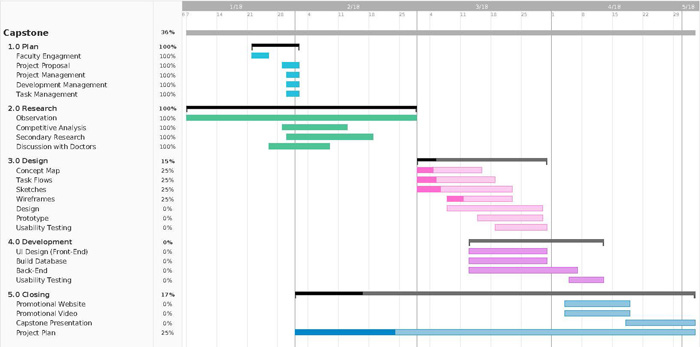 1/18 2/18 3/18 4/18 5/18
7 14 21 28 4 11 18 25 4 11 18 25 1 8 15 22 29
Capstone 36%
1.0 Plan 100%
Faculty Engagment 100%
Project Proposal 100%
Project Management 100%
Development Management 100%
Task Management 100%
2.0 Research 100%
Observation 100%
Competitive Analysis 100%
Secondary Research 100%
Discussion with Doctors 100%
3.0 Design 15%
Concept Map 25%
Task Flows 25%
Sketches 25%
Wireframes 25%
Design 0%
Prototype 0%
Usability Testing 0%
4.0 Development 0%
UI Design (Front-End) 0%
Build Database 0%
Back-End 0%
Usability Testing 0%
5.0 Closing 17%
Promotional Website 0%
Promotional Video 0%
Capstone Presentation 0%
Project Plan 25%